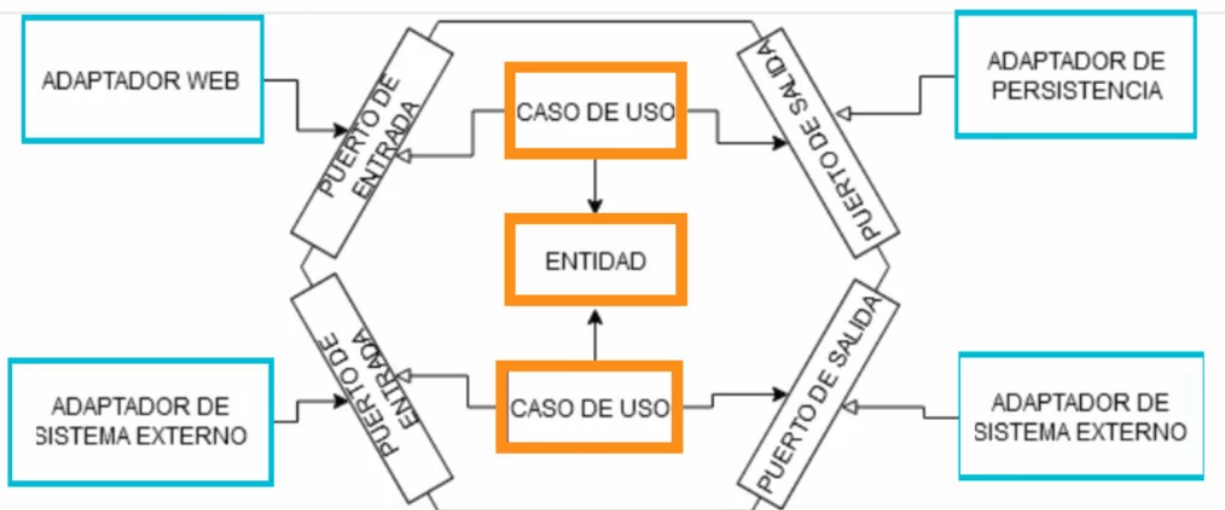 ADAPTADOR WEB
PUERTO DE
ENTRADA
CASO DE USO
PUERTO DE SALIDA
ADAPTADOR DE
PERSISTENCIA
ENTIDAD
ADAPTADOR DE
SISTEMA EXTERNO
PUERTO DE
ENTRADA
CASO DE USO
PUERTO DE SALIDA
ADAPTADOR DE
SISTEMA EXTERNO